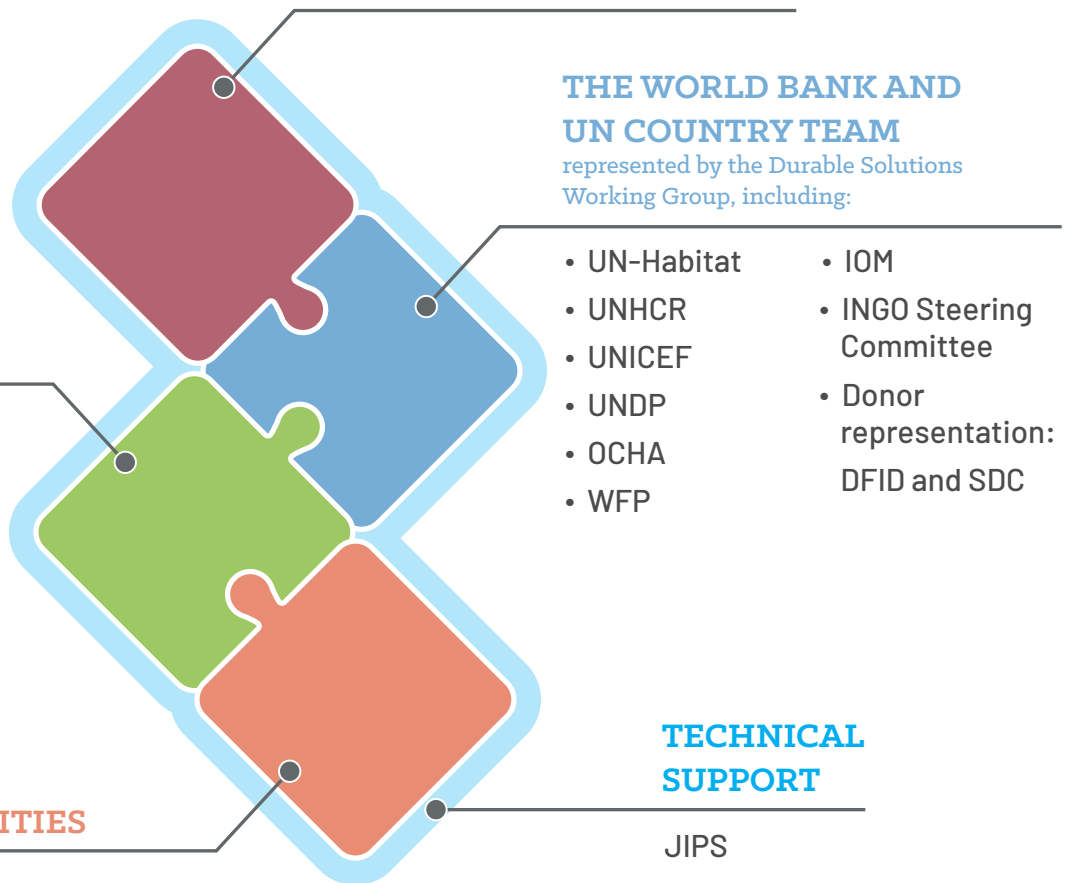 THE WORLD BANK AND
UN COUNTRY TEAM
represented by the Durable Solutions
Working Group, including:
• UN-Habitat
• UNHCR
• UNICEF
• UNDP
• OCHA
• WFP
• IOM
• INGO Steering
Committee
• Donor
representation:
DFID and SDC
TECHNICAL
SUPPORT
JIPS
ITIES